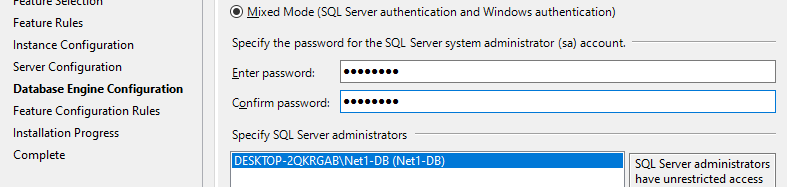 Feature Selection
Feature Rules
Instance Configuration
Server Configuration
Database Engine Configuration
Feature Configuration Rules
Installation Progress
Complete
Mixed Mode (SQL Server authentication and Windows authentication)
Specify the password for the SQL Server system administrator (sa) account.
Enter password: ●●●●●●●●
Confirm password: ●●●●●●●●
Specify SQL Server administrators
DESKTOP-2QKRGAB\Net1-DB (Net1-DB)
SQL Server administrators
have unrestricted access